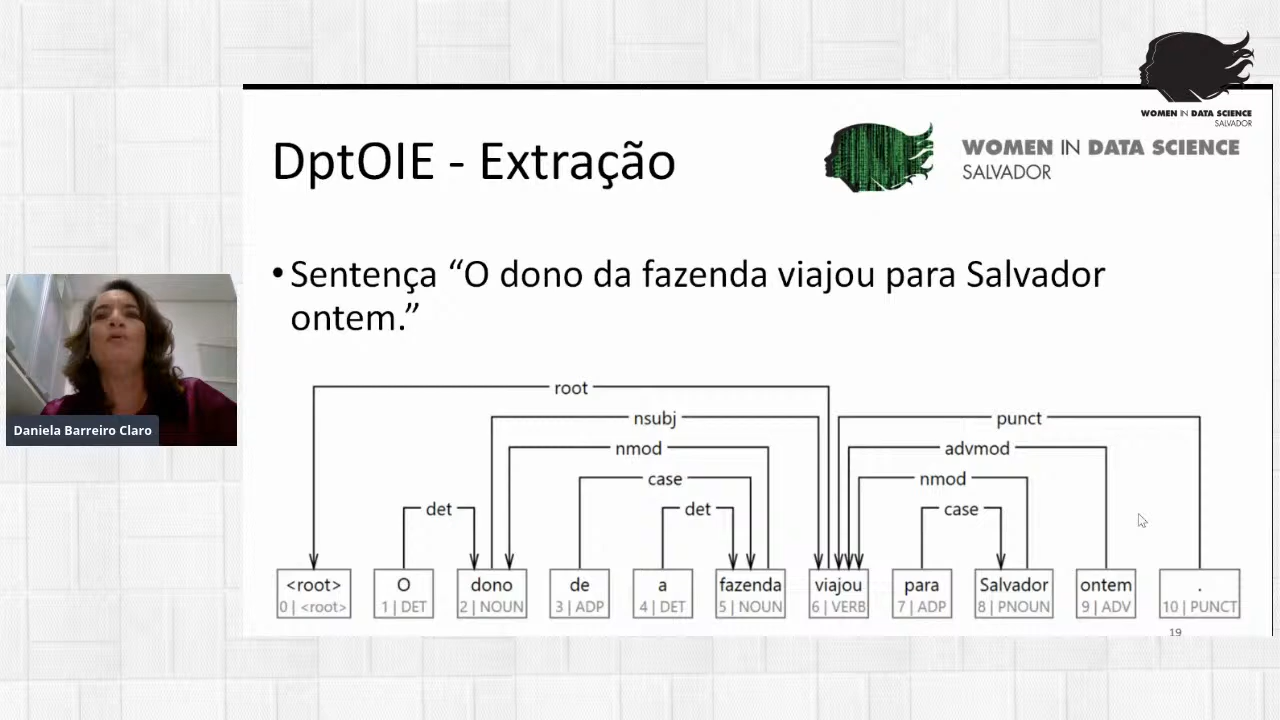 WOMEN IN DATA SCIENCE
SALVADOR
DptOIE - Extração
WOMEN IN DATA SCIENCE
SALVADOR
• Sentença “O dono da fazenda viajou para Salvador
ontem.”
Daniela Barreiro Claro
root
nsubj punct
nmod advmod
case nmod
det det case
<root> O dono de a fazenda viajou para Salvador ontem .
0 | <root> 1 | DET 2 | NOUN 3 | ADP 4 | DET 5 | NOUN 6 | VERB 7 | ADP 8 | PNOUN 9 | ADV 10 | PUNCT
19